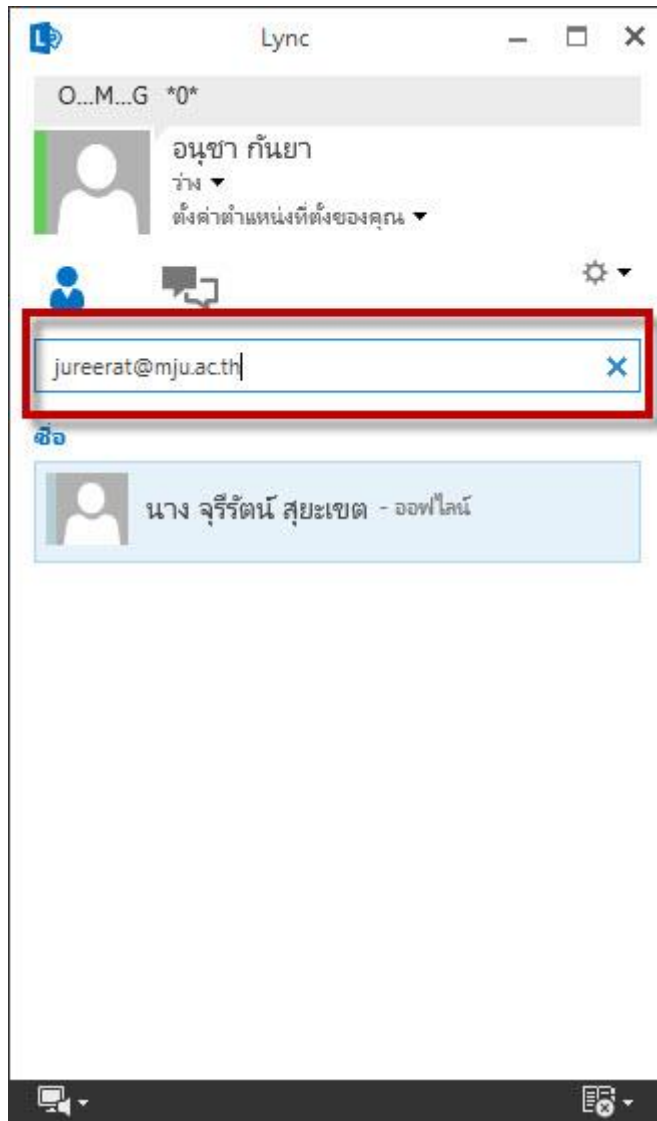 Lync
O...M...G *0*
อนุชา กันยา
ว่าง
ตั้งค่าตำแหน่งที่ตั้งของคุณ
jureerat@mju.ac.th
ชื่อ
นาง จุรีรัตน์ สุยะเขต - ออฟไลน์